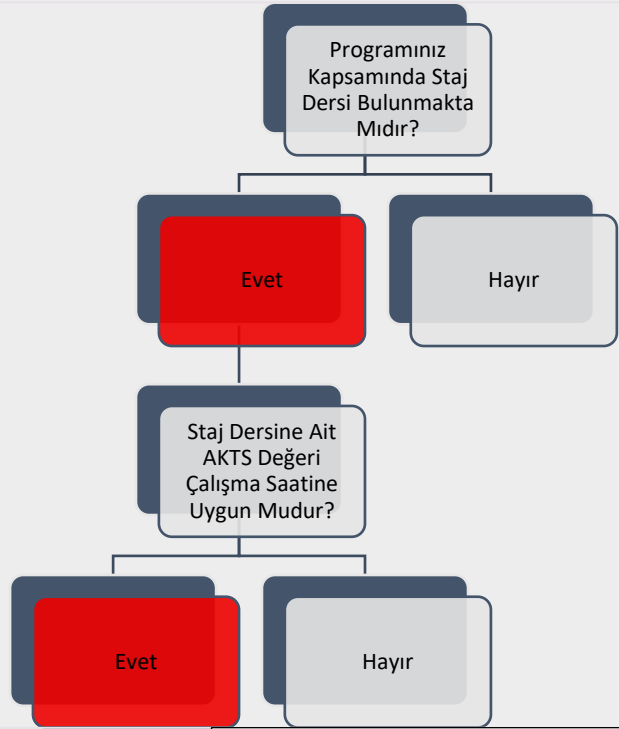 Programınız
Kapsamında Staj
Dersi Bulunmakta
Mıdır?
Evet
Hayır
Staj Dersine Ait
AKTS Değeri
Çalışma Saatine
Uygun Mudur?
Evet
Hayır